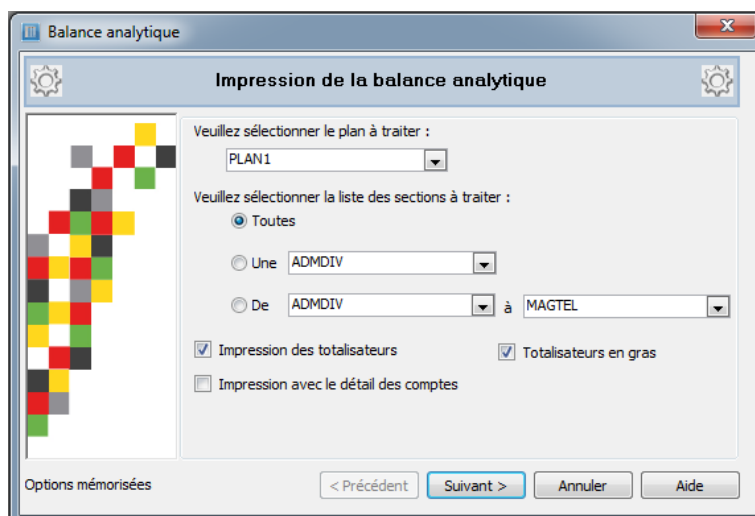 Balance analytique
Impression de la balance analytique
Veuillez sélectionner le plan à traiter :
PLAN1
Veuillez sélectionner la liste des sections à traiter :
Toutes
Une ADMDIV
De ADMDIV à MAGTEL
Impression des totalisateurs Totalisateurs en gras
Impression avec le détail des comptes
Options mémorisées < Précédent Suivant > Annuler Aide